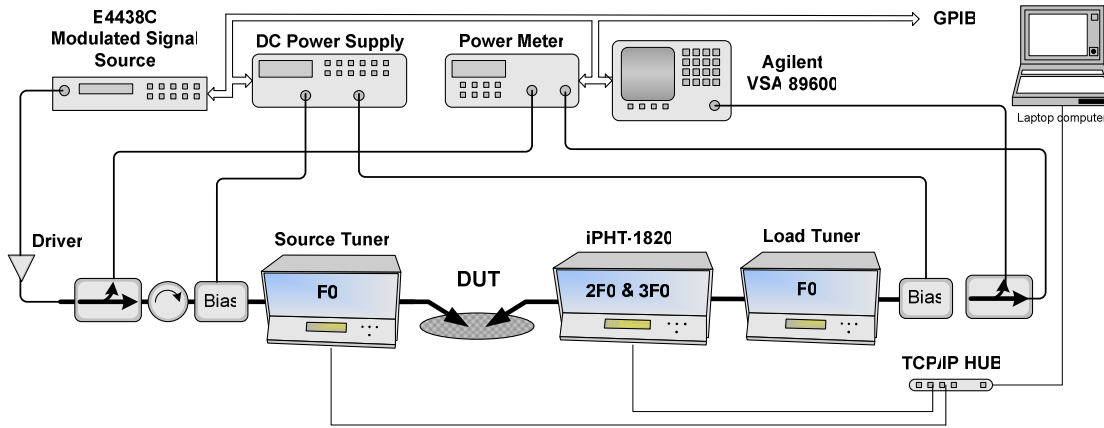 E4438C
Modulated Signal
Source
DC Power Supply
Power Meter
GPIB
Agilent
VSA 89600
Laptop computer
Driver
Source Tuner
iPHT-1820
Load Tuner
DUT
Bias
F0
2F0 & 3F0
F0
Bias
TCP/IP HUB